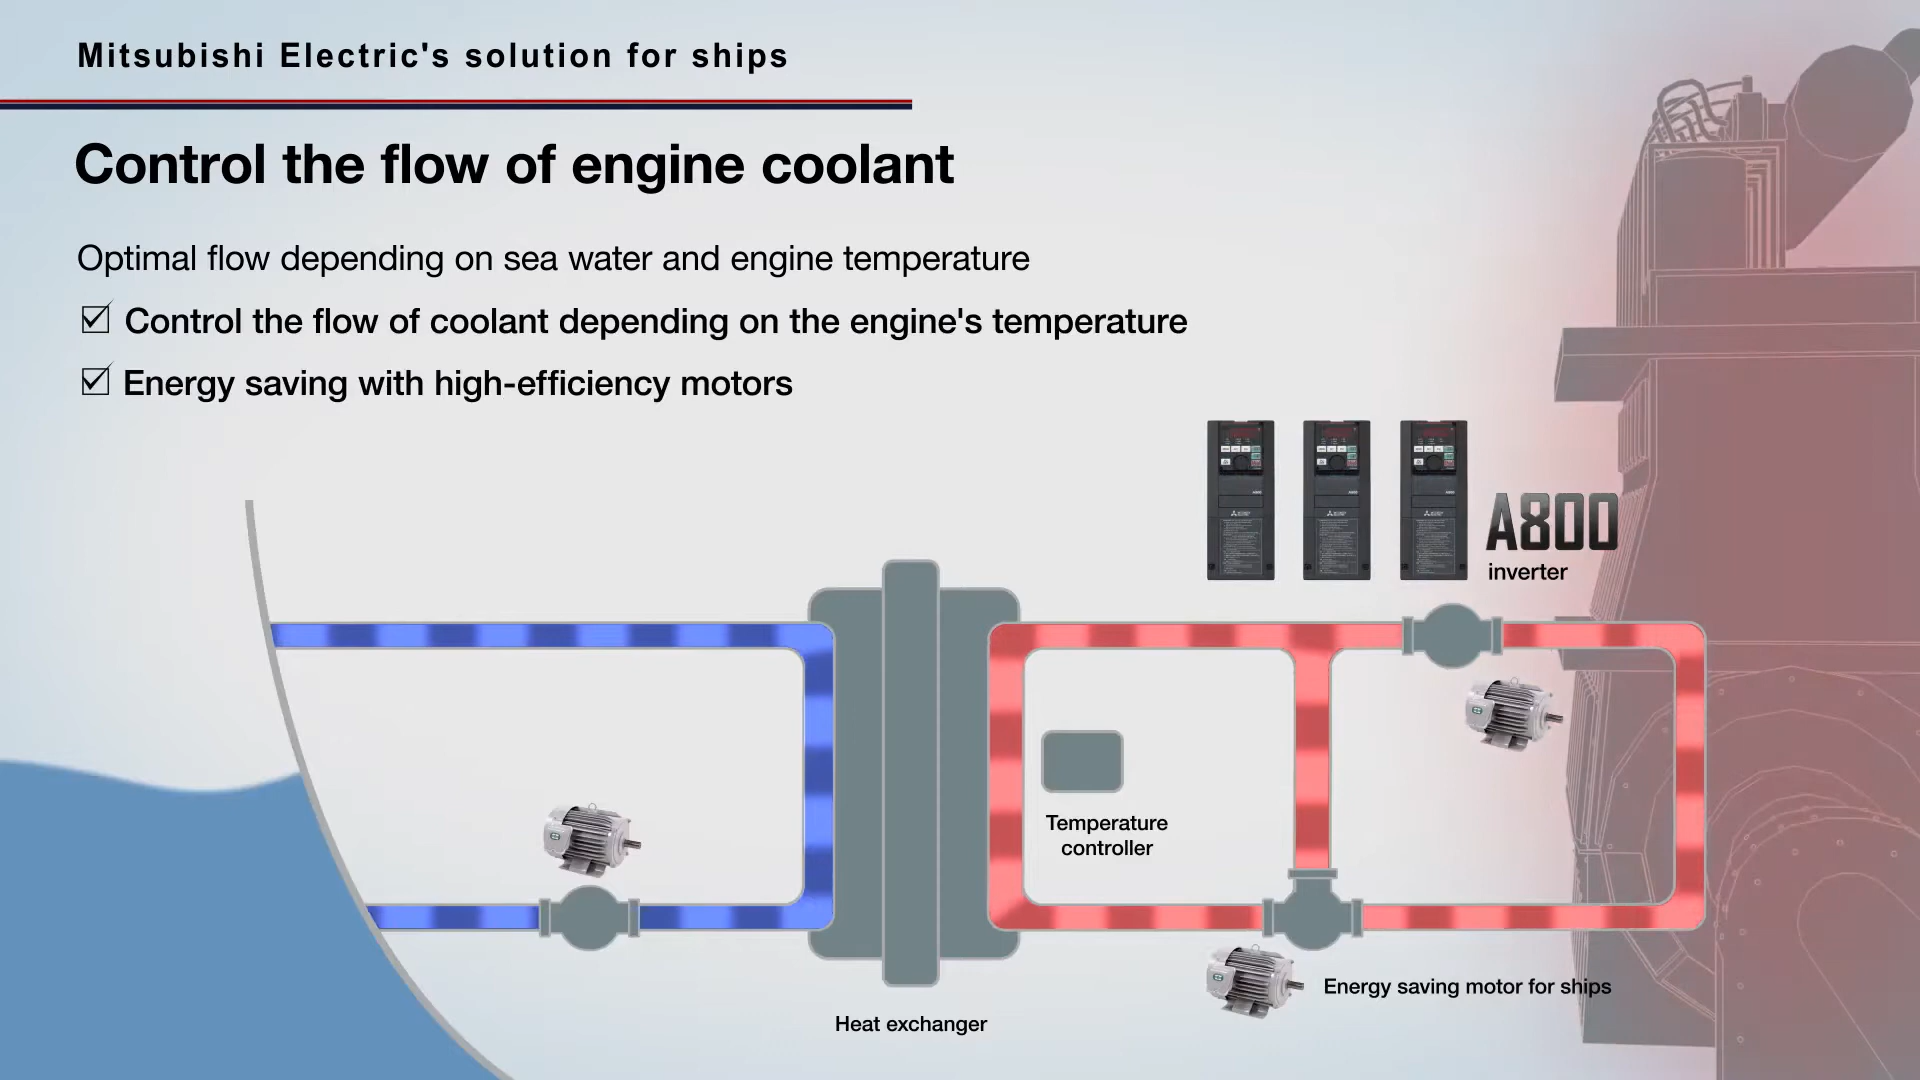 Mitsubishi Electric's solution for ships
Control the flow of engine coolant
Optimal flow depending on sea water and engine temperature
Control the flow of coolant depending on the engine's temperature
Energy saving with high-efficiency motors
A800
inverter
Temperature
controller
Energy saving motor for ships
Heat exchanger